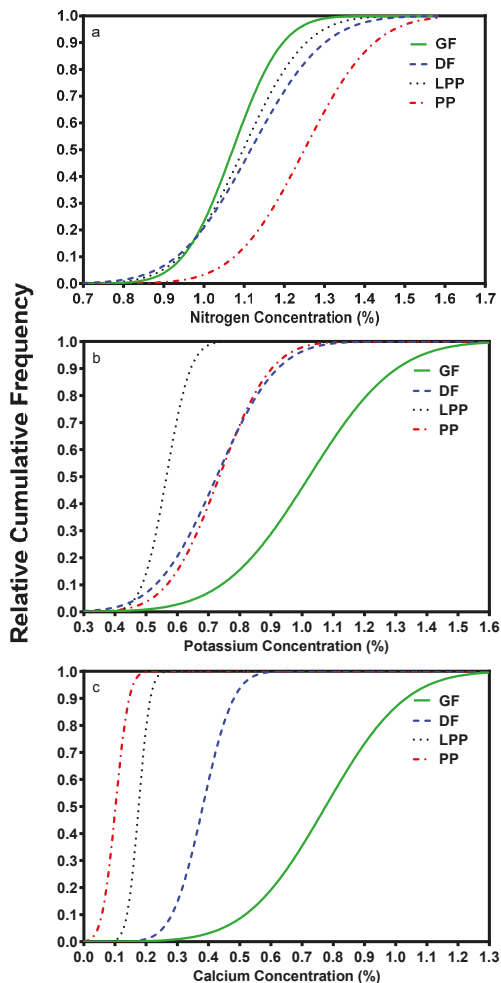 Relative Cumulative Frequency
a
1.0
0.9
0.8
0.7
0.6
0.5
0.4
0.3
0.2
0.1
0.0
GF
DF
LPP
PP
0.7 0.8 0.9 1.0 1.1 1.2 1.3 1.4 1.5 1.6 1.7
Nitrogen Concentration (%)
b
1.0
0.9
0.8
0.7
0.6
0.5
0.4
0.3
0.2
0.1
0.0
GF
DF
LPP
PP
0.3 0.4 0.5 0.6 0.7 0.8 0.9 1.0 1.1 1.2 1.3 1.4 1.5 1.6
Potassium Concentration (%)
c
1.0
0.9
0.8
0.7
0.6
0.5
0.4
0.3
0.2
0.1
0.0
GF
DF
LPP
PP
0.0 0.1 0.2 0.3 0.4 0.5 0.6 0.7 0.8 0.9 1.0 1.1 1.2 1.3
Calcium Concentration (%)